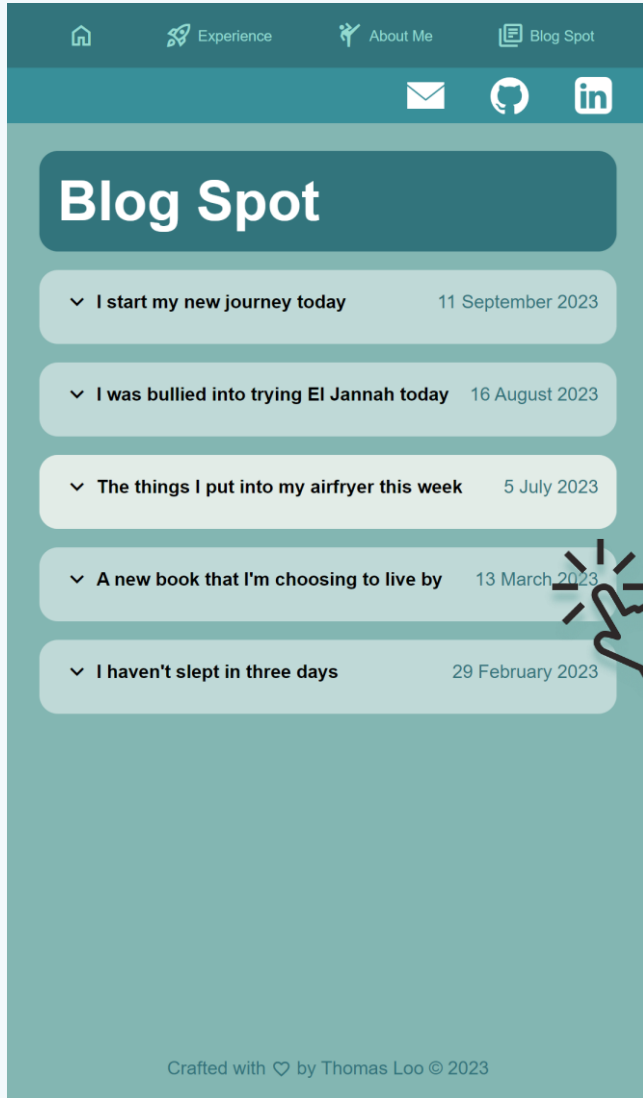 Experience About Me Blog Spot
in
Blog Spot
I start my new journey today 11 September 2023
I was bullied into trying El Jannah today 16 August 2023
The things I put into my airfryer this week 5 July 2023
A new book that I'm choosing to live by 13 March 2023
I haven't slept in three days 29 February 2023
Crafted with ♡ by Thomas Loo © 2023